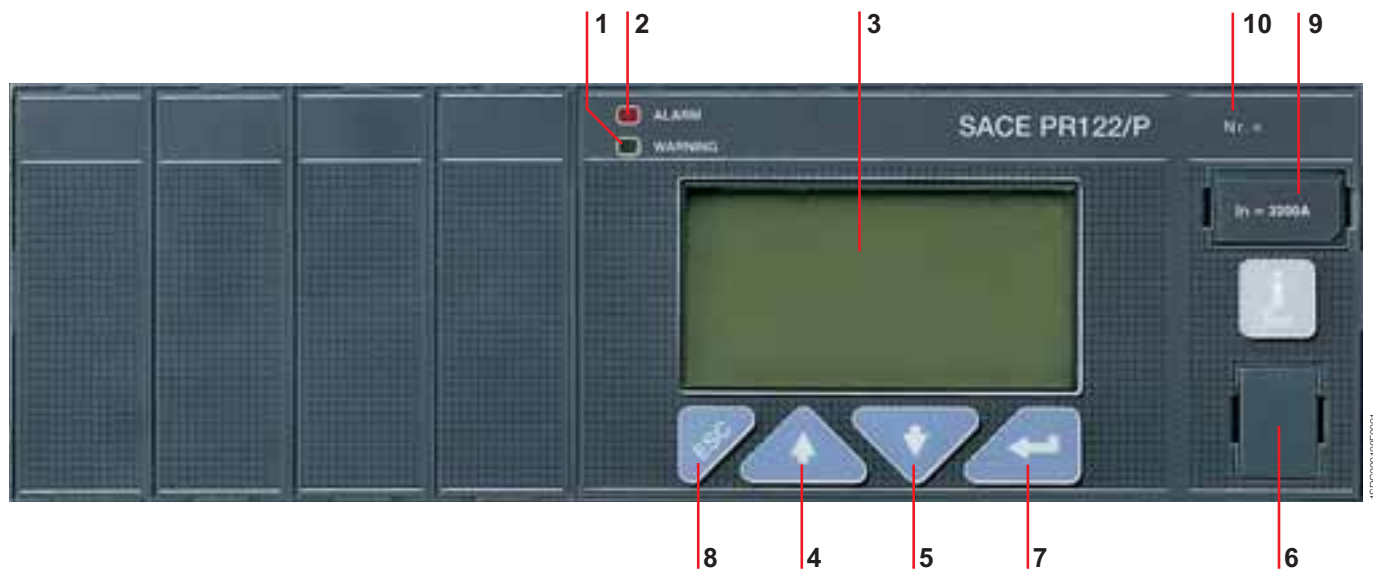 1 2 3 10 9
ALARM
WARNING
SACE PR122/P
Nr. =
In = 3200A
i
ESC
8 4 5 7 6